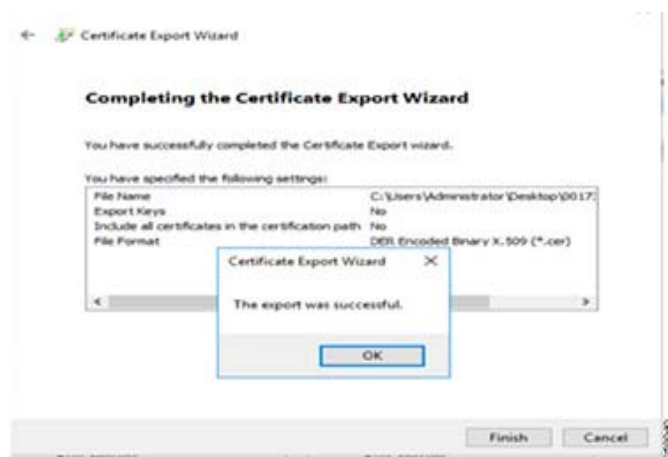 Certificate Export Wizard
Completing the Certificate Export Wizard
You have successfully completed the Certificate Export wizard.
You have specified the following settings:
File Name C:\Users\Administrator\Desktop\00173
Export Keys No
Include all certificates in the certification path No
File Format DER Encoded Binary X.509 (*.cer)
Certificate Export Wizard
The export was successful.
OK
Finish Cancel